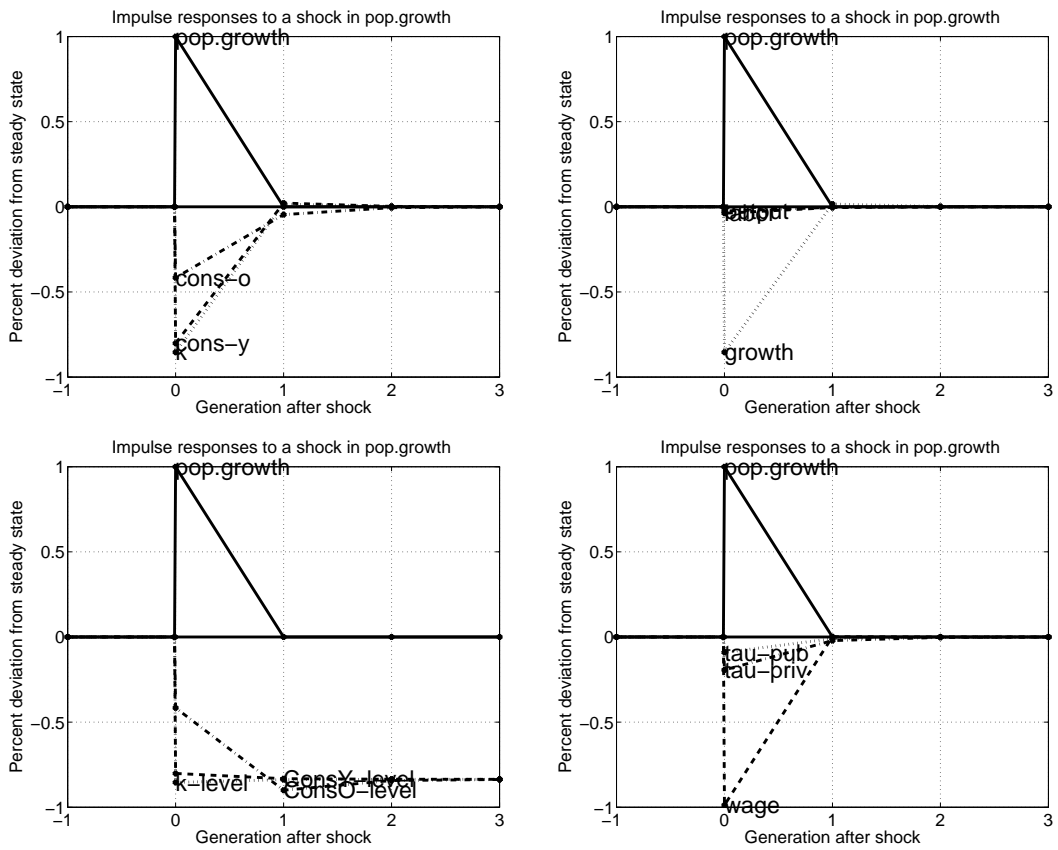 Impulse responses to a shock in pop.growth
Percent deviation from steady state
1
0.5
0
−0.5
−1
pop.growth
cons−o
cons−y
k
−1 0 1 2 3
Generation after shock
Impulse responses to a shock in pop.growth
Percent deviation from steady state
1
0.5
0
−0.5
−1
pop.growth
growth
−1 0 1 2 3
Generation after shock
Impulse responses to a shock in pop.growth
Percent deviation from steady state
1
0.5
0
−0.5
−1
pop.growth
ConsY−level
k−level
ConsO−level
−1 0 1 2 3
Generation after shock
Impulse responses to a shock in pop.growth
Percent deviation from steady state
1
0.5
0
−0.5
−1
pop.growth
tau−pub
tau−priv
wage
−1 0 1 2 3
Generation after shock